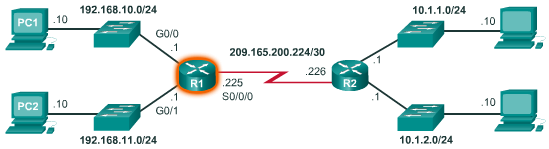 192.168.10.0/24
PC1
.10
G0/0
.1
209.165.200.224/30
10.1.1.0/24
.10
.1
R1
.225
S0/0/0
.226
R2
PC2
.10
.1
G0/1
192.168.11.0/24
.1
.10
10.1.2.0/24